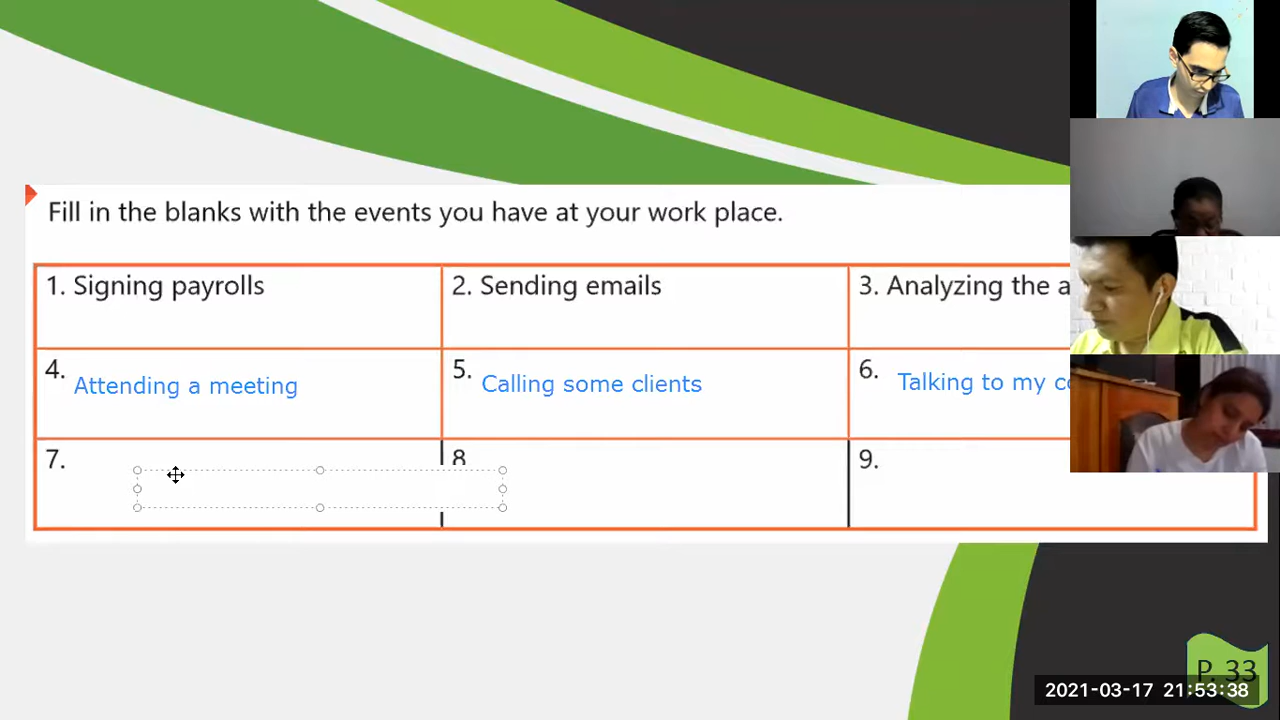 Fill in the blanks with the events you have at your work place.
1. Signing payrolls
2. Sending emails
3. Analyzing the
4. Attending a meeting
5. Calling some clients
6. Talking to my
7.
8
9.
P. 33
2021-03-17 21:53:38